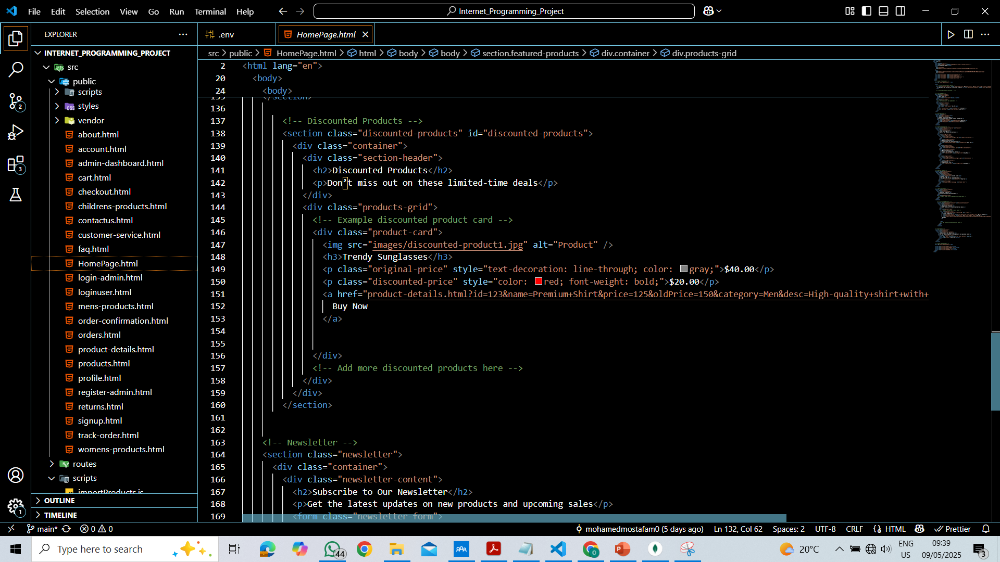 File Edit Selection View Go Run Terminal Help
Internet_Programming_Project
EXPLORER
.env
HomePage.html
INTERNET_PROGRAMMING_PROJECT
src > public > HomePage.html > html > body > body > section.featured-products > div.container > div.products-grid
src
public
scripts
styles
vendor
about.html
account.html
admin-dashboard.html
cart.html
checkout.html
childrens-products.html
contactus.html
customer-service.html
faq.html
HomePage.html
login-admin.html
loginuser.html
mens-products.html
order-confirmation.html
orders.html
product-details.html
products.html
profile.html
register-admin.html
returns.html
signup.html
track-order.html
womens-products.html
routes
scripts
importProducts.js
OUTLINE
TIMELINE
2 <html lang="en">
20 <body>
24 <body>
135 </section>
136
137 <!-- Discounted Products -->
138 <section class="discounted-products" id="discounted-products">
139 <div class="container">
140 <div class="section-header">
141 <h2>Discounted Products</h2>
142 <p>Don’t miss out on these limited-time deals</p>
143 </div>
144 <div class="products-grid">
145 <!-- Example discounted product card -->
146 <div class="product-card">
147 <img src="images/discounted-product1.jpg" alt="Product" />
148 <h3>Trendy Sunglasses</h3>
149 <p class="original-price" style="text-decoration: line-through; color: gray;">$40.00</p>
150 <p class="discounted-price" style="color: red; font-weight: bold;">$20.00</p>
151 <a href="product-details.html?id=123&name=Premium+Shirt&price=125&oldPrice=150&category=Men&desc=High-quality+shirt+with+
152 Buy Now
153 </a>
154
155
156 </div>
157 <!-- Add more discounted products here -->
158 </div>
159 </div>
160 </section>
161
162
163 <!-- Newsletter -->
164 <section class="newsletter">
165 <div class="container">
166 <div class="newsletter-content">
167 <h2>Subscribe to Our Newsletter</h2>
168 <p>Get the latest updates on new products and upcoming sales</p>
169 <form class="newsletter-form">
2
3
1
main* 0 0 mohamedmostafam0 (5 days ago) Ln 132, Col 62 Spaces: 2 UTF-8 CRLF HTML Prettier
Type here to search
44
20°C
ENG
US
09:39
09/05/2025
3